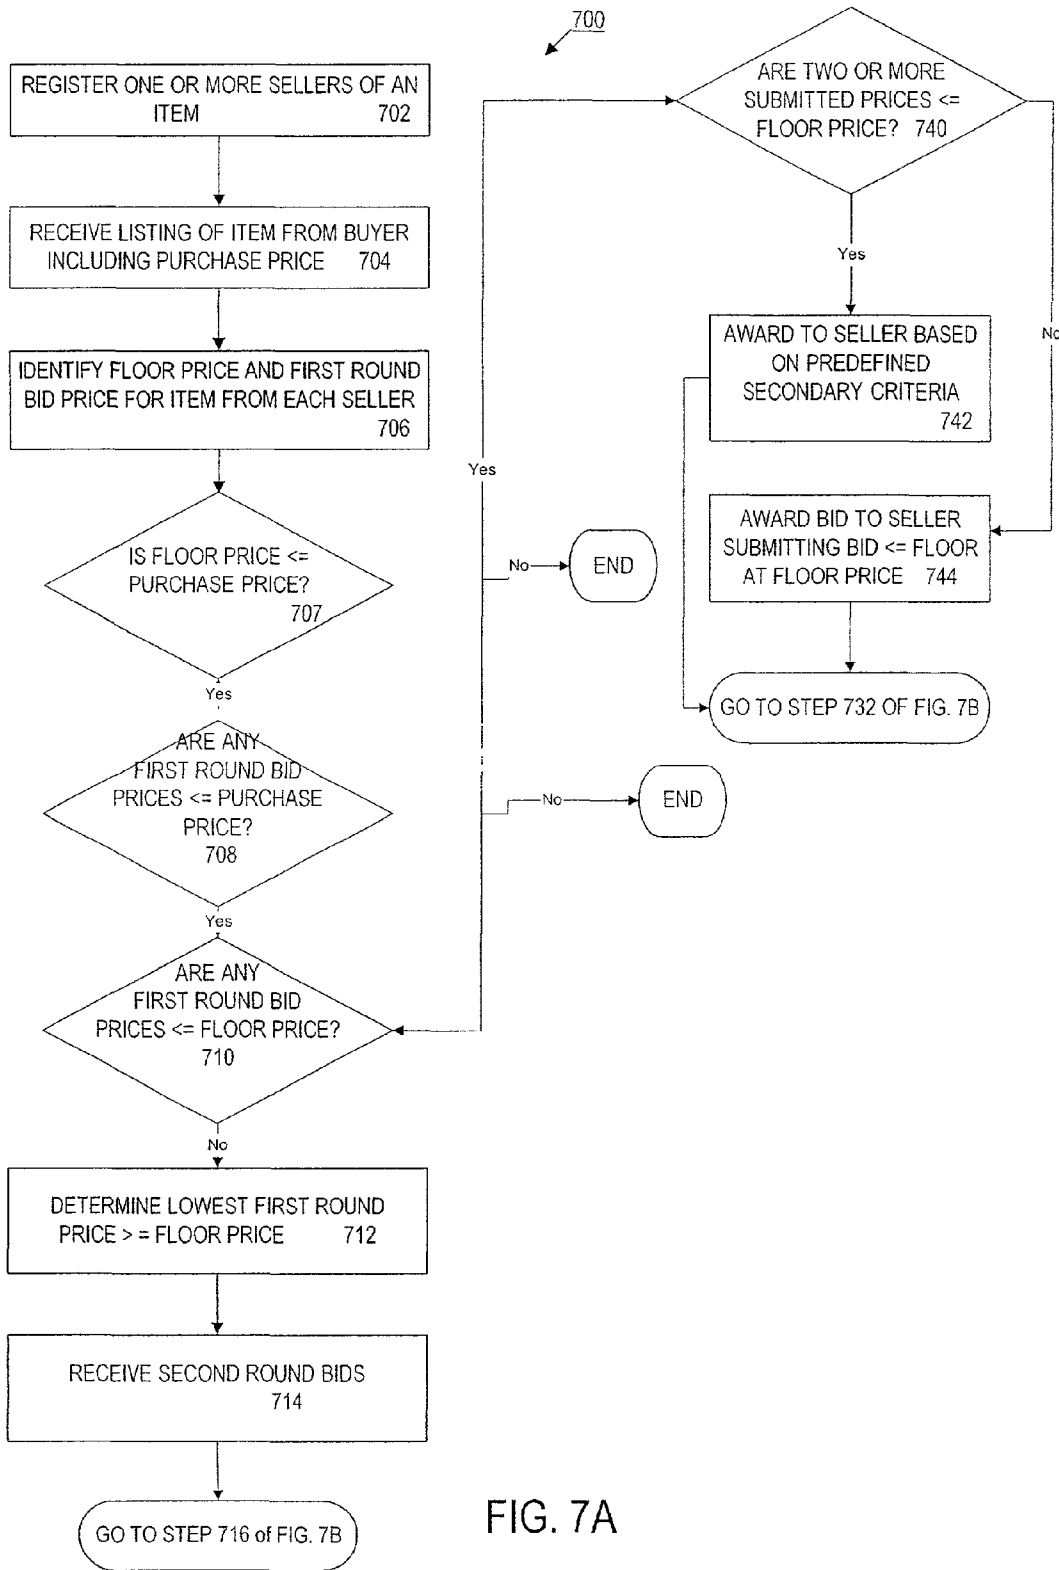 700
REGISTER ONE OR MORE SELLERS OF AN
ITEM 702
RECEIVE LISTING OF ITEM FROM BUYER
INCLUDING PURCHASE PRICE 704
IDENTIFY FLOOR PRICE AND FIRST ROUND
BID PRICE FOR ITEM FROM EACH SELLER
706
IS FLOOR PRICE <=
PURCHASE PRICE?
707
Yes
ARE ANY
FIRST ROUND BID
PRICES <= PURCHASE
PRICE?
708
Yes
ARE ANY
FIRST ROUND BID
PRICES <= FLOOR PRICE?
710
No
DETERMINE LOWEST FIRST ROUND
PRICE > = FLOOR PRICE 712
RECEIVE SECOND ROUND BIDS
714
GO TO STEP 716 of FIG. 7B
Yes
No
END
No
END
ARE TWO OR MORE
SUBMITTED PRICES <=
FLOOR PRICE? 740
Yes
No
AWARD TO SELLER BASED
ON PREDEFINED
SECONDARY CRITERIA
742
AWARD BID TO SELLER
SUBMITTING BID <= FLOOR
AT FLOOR PRICE 744
GO TO STEP 732 OF FIG. 7B
FIG. 7A